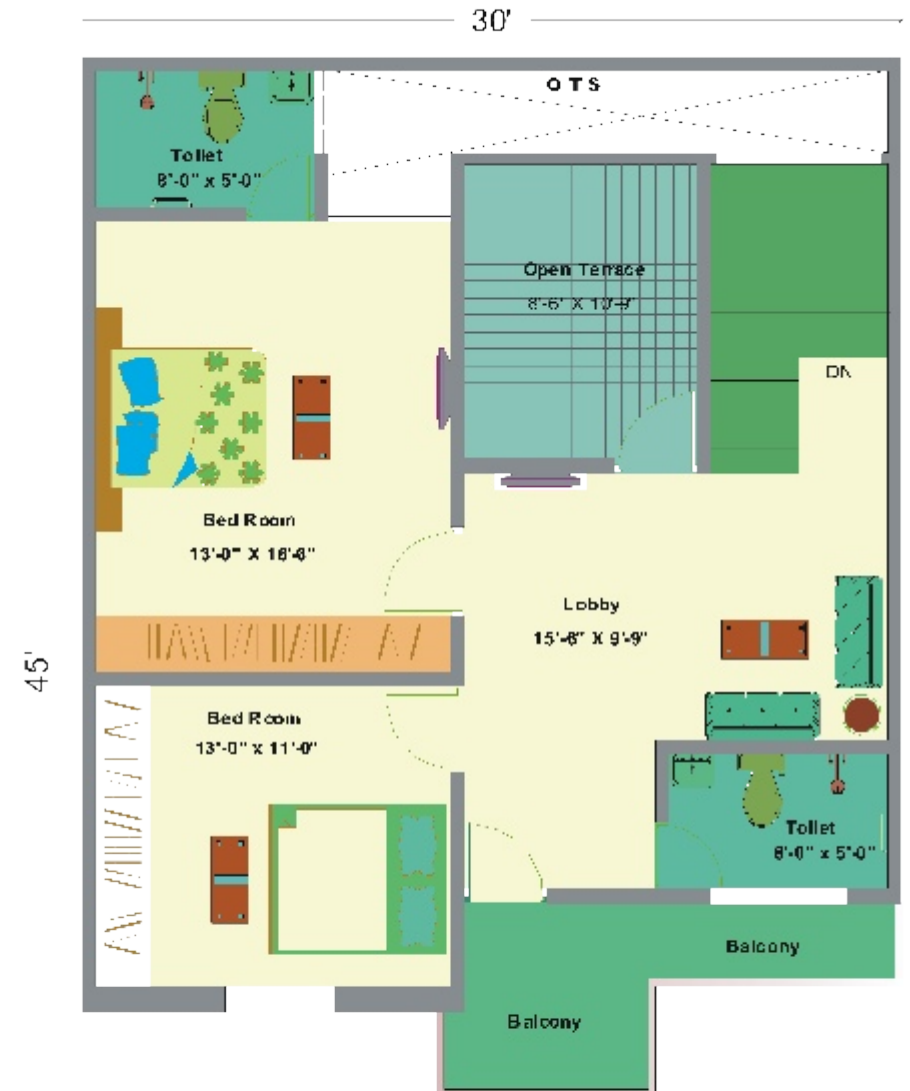 30'
OTS
Toilet
8'-0" x 5'-0"
Open Terrace
8'-6" X 10'-9"
DN
Bed Room
13'-0" X 16'-6"
Lobby
15'-6" X 9'-9"
45'
Bed Room
13'-0" x 11'-0"
Toilet
8'-0" x 5'-0"
Balcony
Balcony